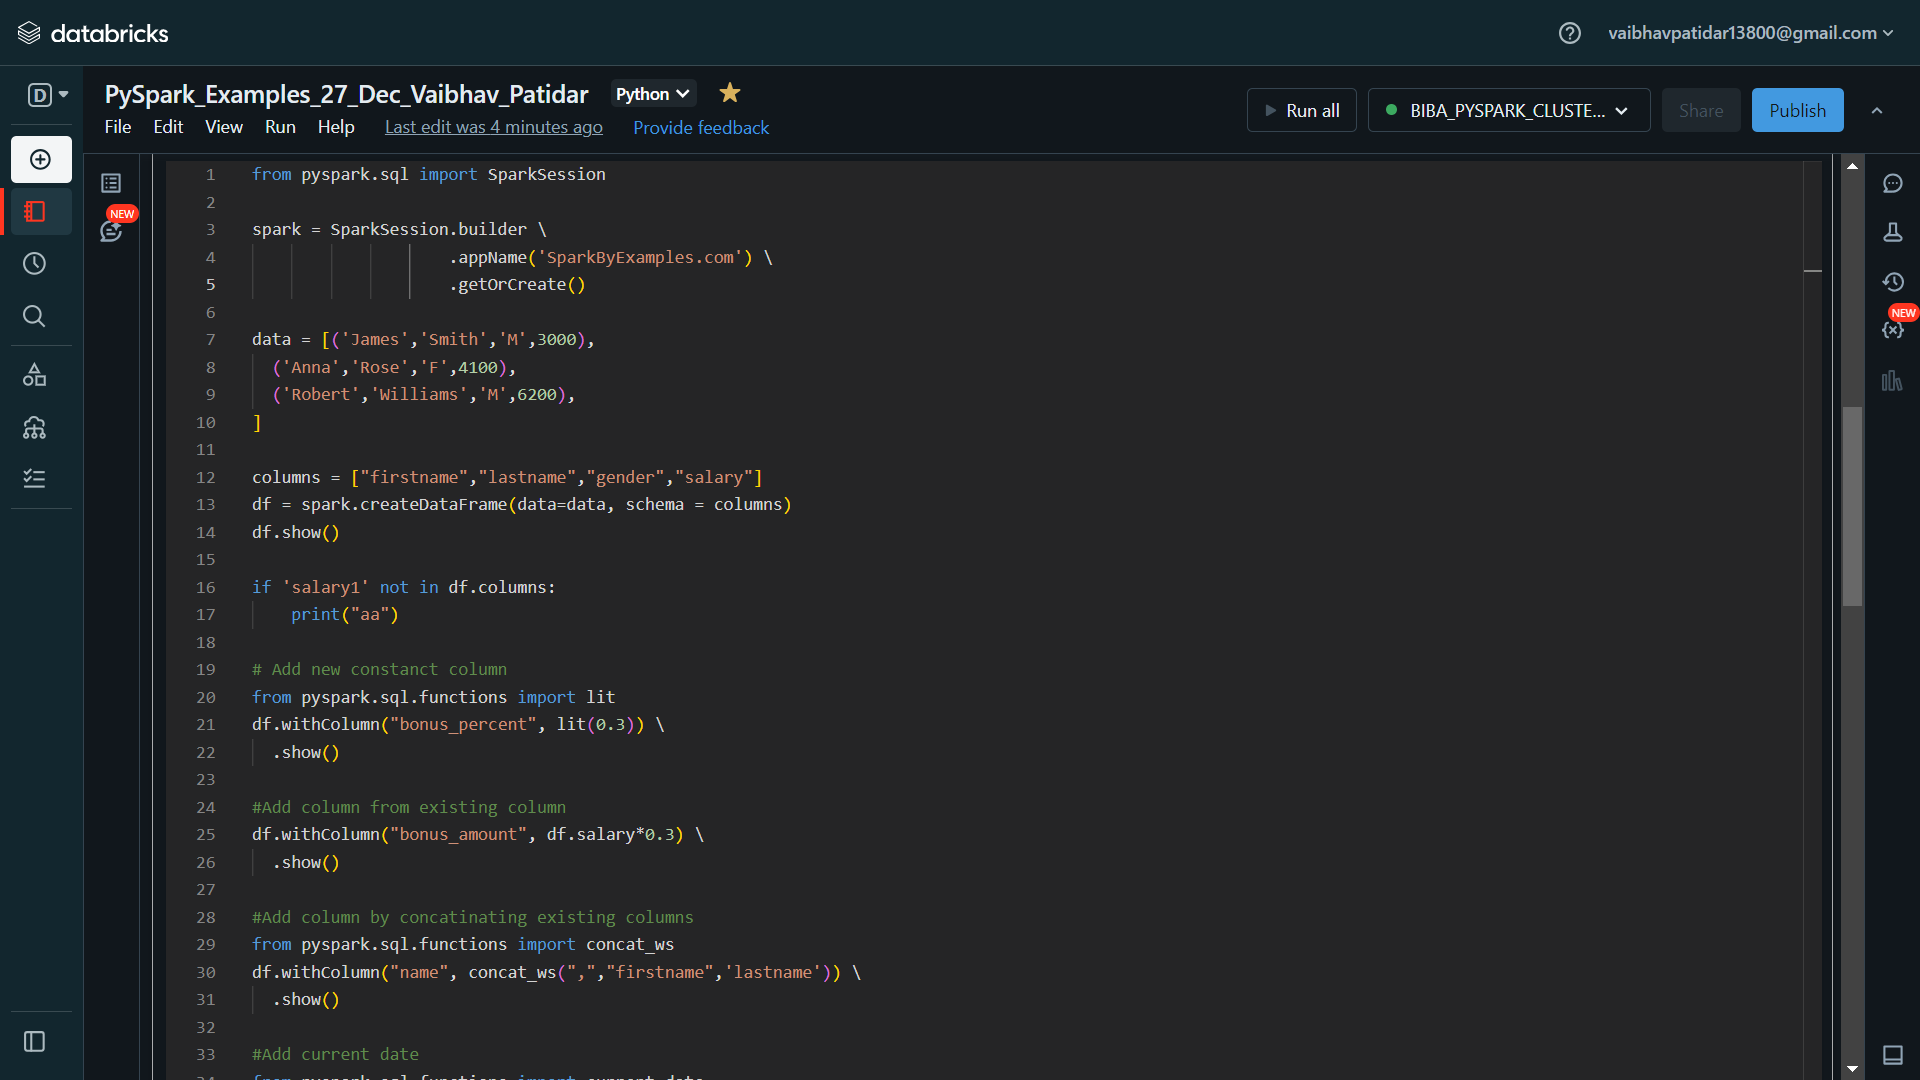 databricks
vaibhavpatidar13800@gmail.com
D
PySpark_Examples_27_Dec_Vaibhav_Patidar
Python
File Edit View Run Help Last edit was 4 minutes ago Provide feedback
Run all
BIBA_PYSPARK_CLUSTE...
Share
Publish
NEW
NEW
1 from pyspark.sql import SparkSession
2
3 spark = SparkSession.builder \
4 .appName('SparkByExamples.com') \
5 .getOrCreate()
6
7 data = [('James','Smith','M',3000),
8 ('Anna','Rose','F',4100),
9 ('Robert','Williams','M',6200),
10 ]
11
12 columns = ["firstname","lastname","gender","salary"]
13 df = spark.createDataFrame(data=data, schema = columns)
14 df.show()
15
16 if 'salary1' not in df.columns:
17 print("aa")
18
19 # Add new constanct column
20 from pyspark.sql.functions import lit
21 df.withColumn("bonus_percent", lit(0.3)) \
22 .show()
23
24 #Add column from existing column
25 df.withColumn("bonus_amount", df.salary*0.3) \
26 .show()
27
28 #Add column by concatinating existing columns
29 from pyspark.sql.functions import concat_ws
30 df.withColumn("name", concat_ws(",","firstname",'lastname')) \
31 .show()
32
33 #Add current date
34 from pyspark.sql.functions import current_date